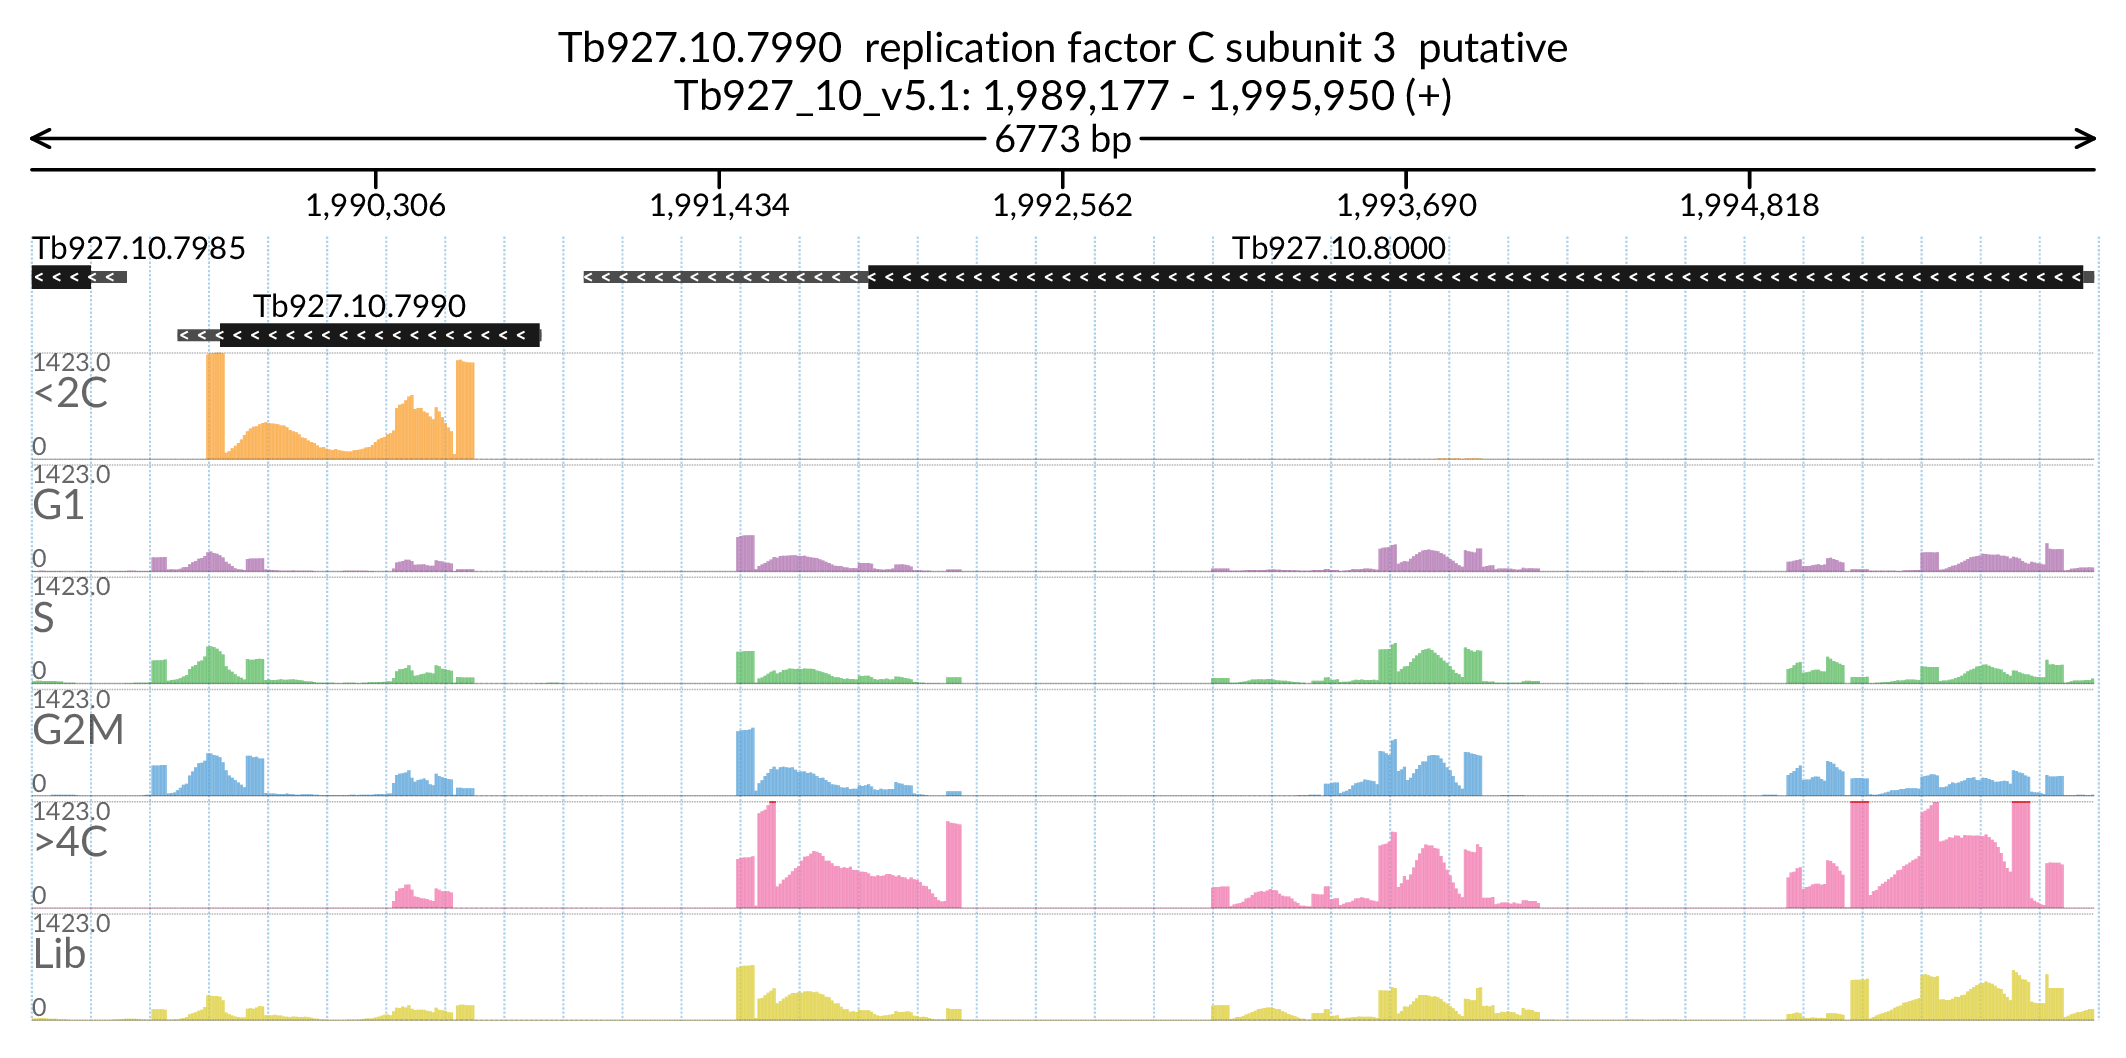 Tb927.10.7990  replication factor C subunit 3  putative
Tb927_10_v5.1: 1,989,177 - 1,995,950 (+)
6773 bp
1,990,306 1,991,434 1,992,562 1,993,690 1,994,818
Tb927.10.7985 Tb927.10.8000
Tb927.10.7990
1423.0
<2C
0
1423.0
G1
0
1423.0
S
0
1423.0
G2M
0
1423.0
>4C
0
1423.0
Lib
0